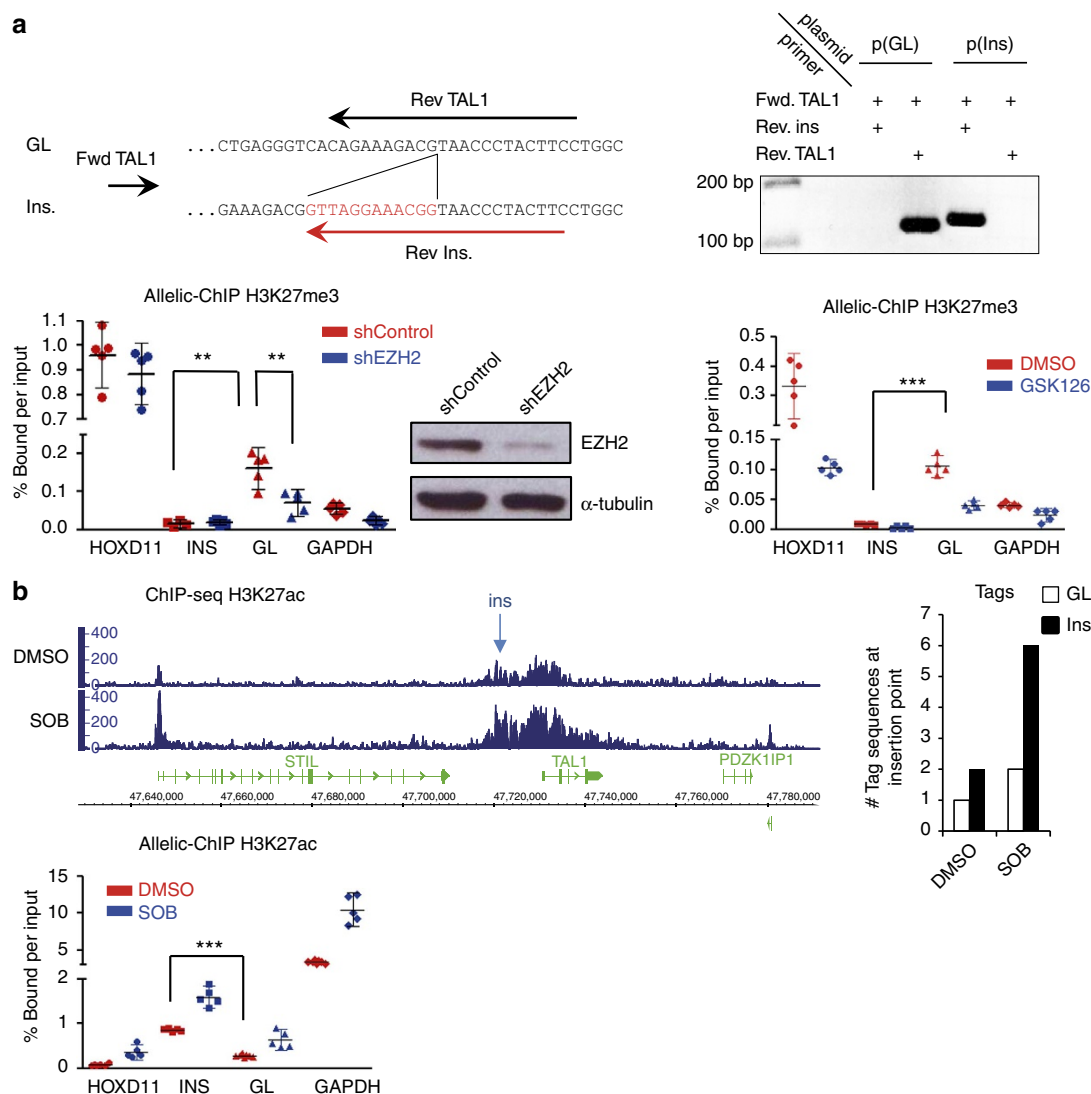 a
Rev TAL1
GL
...CTGAGGGTCACAGAAAGACGTAACCCTACTTCCTGGC
Fwd TAL1
Ins.
...GAAAGACGGTTAGGAAACGGTAACCCTACTTCCTGGC
Rev Ins.
plasmid
primer
p(GL) p(Ins)
Fwd. TAL1 + + + +
Rev. ins + +
Rev. TAL1 + +
200 bp
100 bp
Allelic-ChIP H3K27me3
% Bound per input
1.1
1.0
0.9
0.8
0.7
0.2
0.1
0.0
shControl
shEZH2
**
**
HOXD11 INS GL GAPDH
shControl
shEZH2
EZH2
α-tubulin
Allelic-ChIP H3K27me3
% Bound per input
0.5
0.4
0.3
0.2
0.15
0.10
0.05
0.00
DMSO
GSK126
***
HOXD11 INS GL GAPDH
b
ChIP-seq H3K27ac
ins
DMSO
400
200
0
SOB
400
200
0
STIL TAL1 PDZK1IP1
47,640,000 47,660,000 47,680,000 47,700,000 47,720,000 47,740,000 47,760,000 47,780,000
Tags
GL
Ins
# Tag sequences at
insertion point
7
6
5
4
3
2
1
0
DMSO
SOB
Allelic-ChIP H3K27ac
% Bound per input
15
10
5
2
1
0
DMSO
SOB
***
HOXD11 INS GL GAPDH